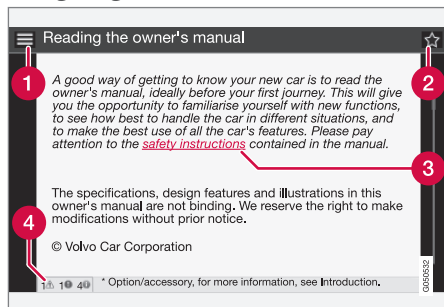 Reading the owner's manual
1
2
A good way of getting to know your new car is to read the
owner's manual, ideally before your first journey. This will give
you the opportunity to familiarise yourself with new functions,
to see how best to handle the car in different situations, and
to make the best use of all the car's features. Please pay
attention to the safety instructions contained in the manual.
3
The specifications, design features and illustrations in this
owner's manual are not binding. We reserve the right to make
modifications without prior notice.
© Volvo Car Corporation
4
1 1 4 * Option/accessory, for more information, see Introduction.
G050532